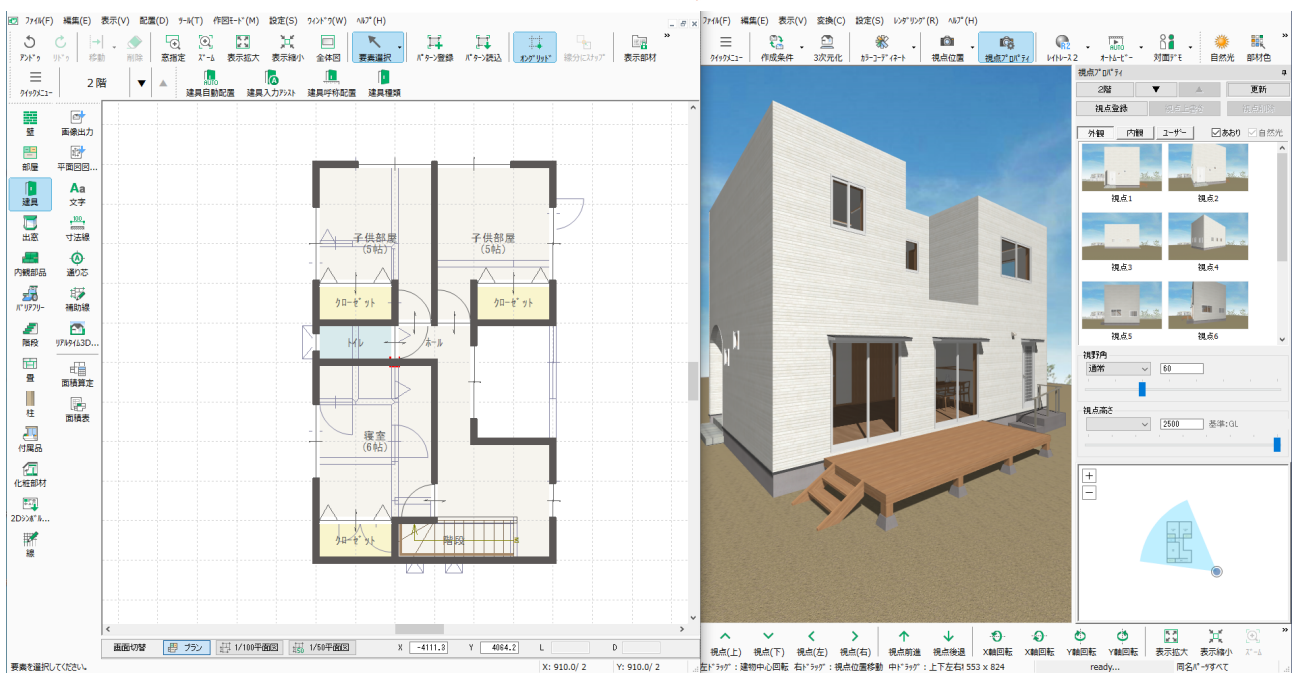 ﾌｧｲﾙ(F) 編集(E) 表示(V) 配置(D) ﾂｰﾙ(T) 作図ﾓｰﾄﾞ(M) 設定(S) ｳｨﾝﾄﾞｳ(W) ﾍﾙﾌﾟ(H)
ｱﾝﾄﾞｩ ﾘﾄﾞｩ 移動 削除 窓指定 ｽﾞｰﾑ 表示拡大 表示縮小 全体図 要素選択 ﾊﾟﾀｰﾝ登録 ﾊﾟﾀｰﾝ読込 ｵﾝｸﾞﾘｯﾄﾞ 線分にｽﾅｯﾌﾟ 表示部材
ｸｲｯｸﾒﾆｭｰ 2階 ▼ ▲ 建具自動配置 建具入力ｱｼｽﾄ 建具呼称配置 建具種類
壁 画像出力
部屋 平面図図...
建具 文字
出窓 寸法線
内観部品 通り芯
ﾊﾞﾘｱﾌﾘｰ 補助線
階段 ﾘｱﾙﾀｲﾑ3D...
畳 面積算定
柱 面積表
付属品
化粧部材
2Dｼﾝﾎﾞﾙ...
線
子供部屋
(5帖)
子供部屋
(5帖)
ｸﾛｰｾﾞｯﾄ
ｸﾛｰｾﾞｯﾄ
ﾄｲﾚ
ホール
寝室
(6帖)
ｸﾛｰｾﾞｯﾄ
階段
画面切替 プラン 1/100平面図 1/50平面図 X -4111.3 Y 4064.2 L D
要素を選択してください。 X: 910.0/ 2 Y: 910.0/ 2
ﾌｧｲﾙ(F) 編集(E) 表示(V) 変換(C) 設定(S) ﾚﾝﾀﾞﾘﾝｸﾞ(R) ﾍﾙﾌﾟ(H)
ｸｲｯｸﾒﾆｭｰ 作成条件 3次元化 ｶﾗｰｺｰﾃﾞｨﾈｰﾄ 視点位置 視点ﾌﾟﾛﾊﾟﾃｨ ﾚｲﾄﾚｰｽ2 ｵｰﾄﾑｰﾋﾞｰ 対面ﾃﾞﾓ 自然光 部材色
視点ﾌﾟﾛﾊﾟﾃｨ
2階 ▼ ▲ 更新
視点登録 視点上書き 視点削除
外観 内観 ﾕｰｻﾞｰ あおり 自然光
視点1 視点2
視点3 視点4
視点5 視点6
視野角
通常 60
視点高さ
2500 基準:GL
視点(上) 視点(下) 視点(左) 視点(右) 視点前進 視点後退 X軸回転 X軸回転 Y軸回転 Y軸回転 表示拡大 表示縮小 ｽﾞｰﾑ
左ﾄﾞﾗｯｸﾞ：建物中心回転 右ﾄﾞﾗｯｸﾞ：視点位置移動 中ﾄﾞﾗｯｸﾞ：上下左右 553 x 824 ready... 同名ﾊﾟｰﾂすべて